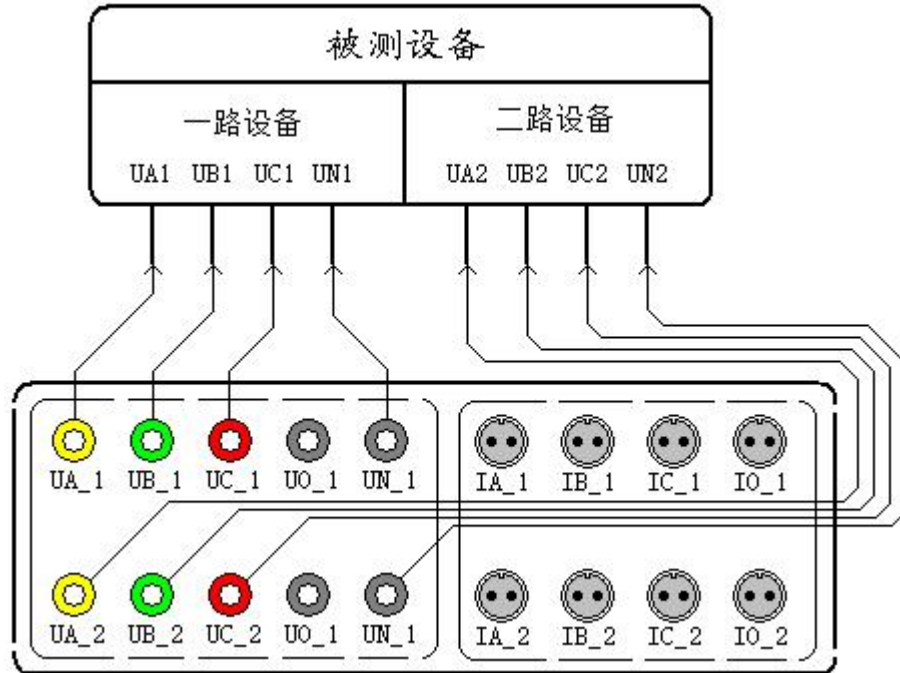 被测设备
一路设备 二路设备
UA1 UB1 UC1 UN1 UA2 UB2 UC2 UN2
UA_1 UB_1 UC_1 UO_1 UN_1 IA_1 IB_1 IC_1 IO_1
UA_2 UB_2 UC_2 UO_1 UN_1 IA_2 IB_2 IC_2 IO_2